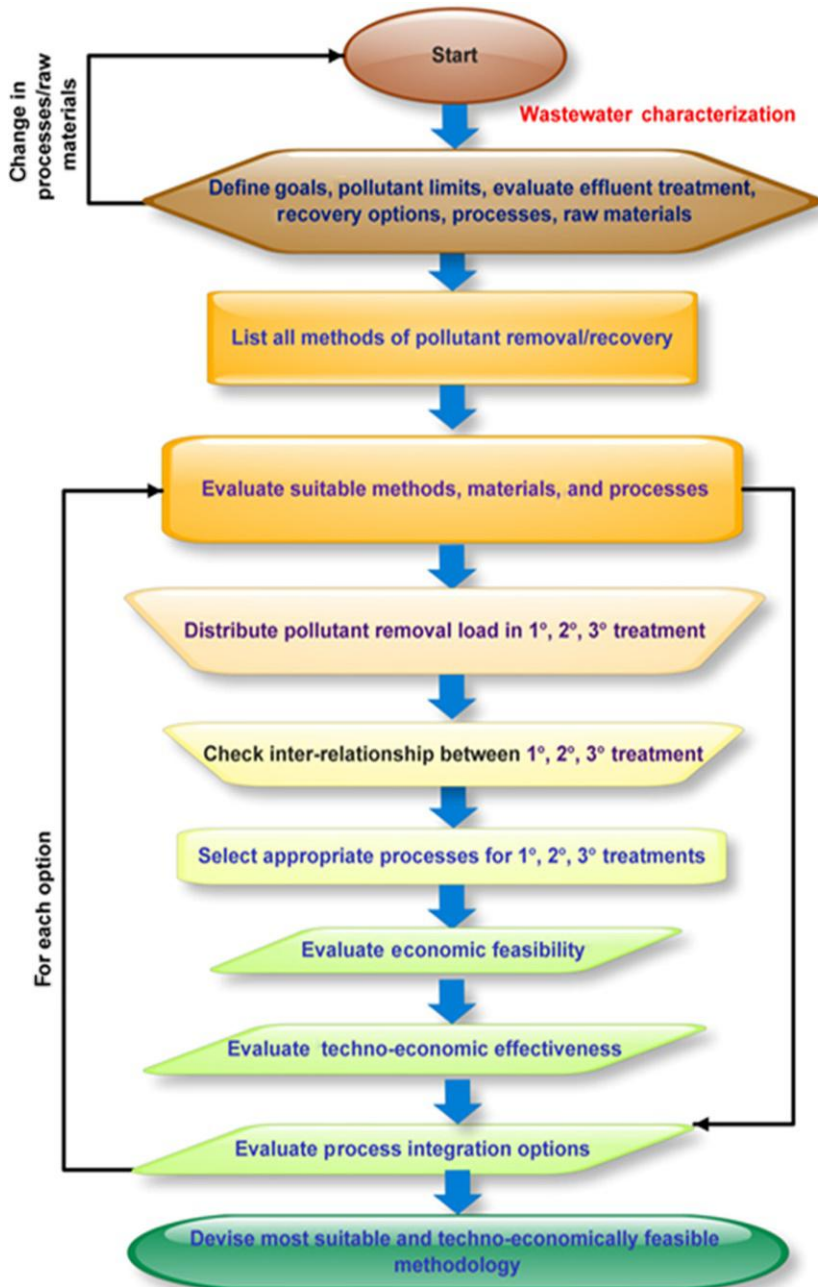 Start
Change in
processes/raw
materials
Wastewater characterization
Define goals, pollutant limits, evaluate effluent treatment,
recovery options, processes, raw materials
List all methods of pollutant removal/recovery
Evaluate suitable methods, materials, and processes
Distribute pollutant removal load in 1°, 2°, 3° treatment
Check inter-relationship between 1°, 2°, 3° treatment
Select appropriate processes for 1°, 2°, 3° treatments
For each option
Evaluate economic feasibility
Evaluate techno-economic effectiveness
Evaluate process integration options
Devise most suitable and techno-economically feasible
methodology